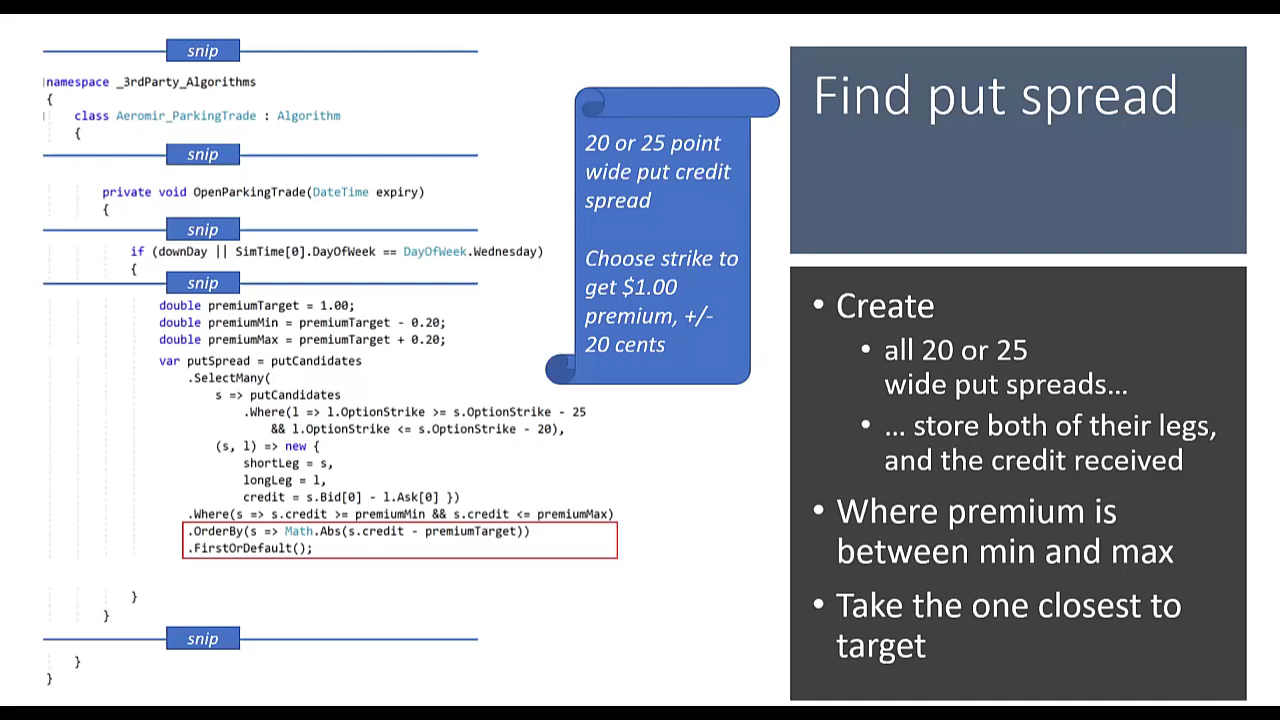 snip
namespace _3rdParty_Algorithms
{
class Aeromir_ParkingTrade : Algorithm
{
snip
private void OpenParkingTrade(DateTime expiry)
{
snip
if (downDay || SimTime[0].DayOfWeek == DayOfWeek.Wednesday)
{
snip
double premiumTarget = 1.00;
double premiumMin = premiumTarget - 0.20;
double premiumMax = premiumTarget + 0.20;
var putSpread = putCandidates
.SelectMany(
s => putCandidates
.Where(l => l.OptionStrike >= s.OptionStrike - 25
&& l.OptionStrike <= s.OptionStrike - 20),
(s, l) => new {
shortLeg = s,
longLeg = l,
credit = s.Bid[0] - l.Ask[0] })
.Where(s => s.credit >= premiumMin && s.credit <= premiumMax)
.OrderBy(s => Math.Abs(s.credit - premiumTarget))
.FirstOrDefault();
}
}
snip
}
}
20 or 25 point
wide put credit
spread
Choose strike to
get $1.00
premium, +/-
20 cents
Find put spread
• Create
• all 20 or 25
wide put spreads…
• … store both of their legs,
and the credit received
• Where premium is
between min and max
• Take the one closest to
target